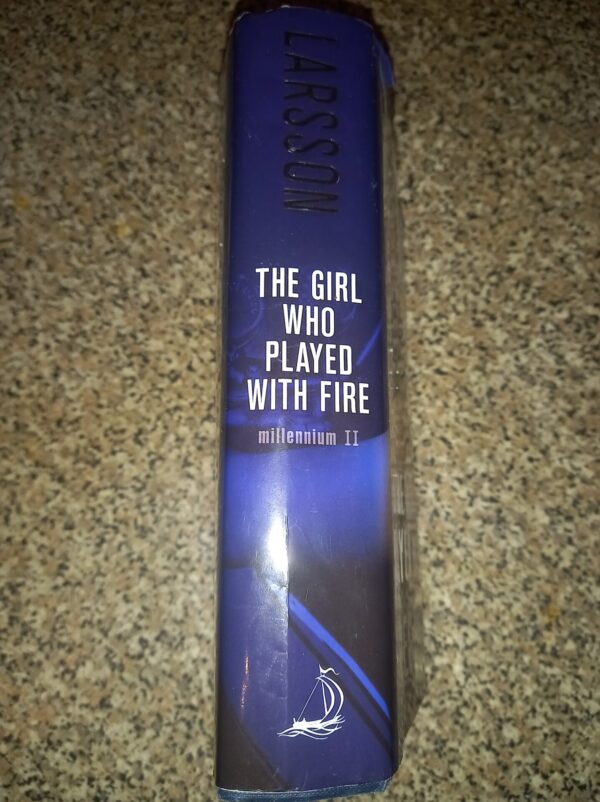 LARSSON
THE GIRL
WHO
PLAYED
WITH FIRE
millennium II